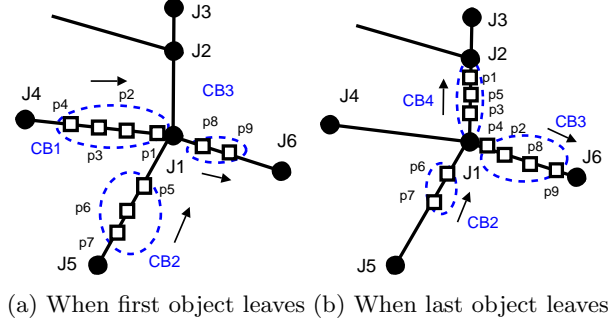 J3
J2
J4
CB3
p4
p2
p8
p9
J6
CB1
p3
p1
J1
p5
p6
p7
J5
CB2
J3
J2
p1
CB4
p5
p3
J4
CB3
p4
p2
p8
J6
J1
p9
p6
p7
J5
CB2
(a) When first object leaves (b) When last object leaves